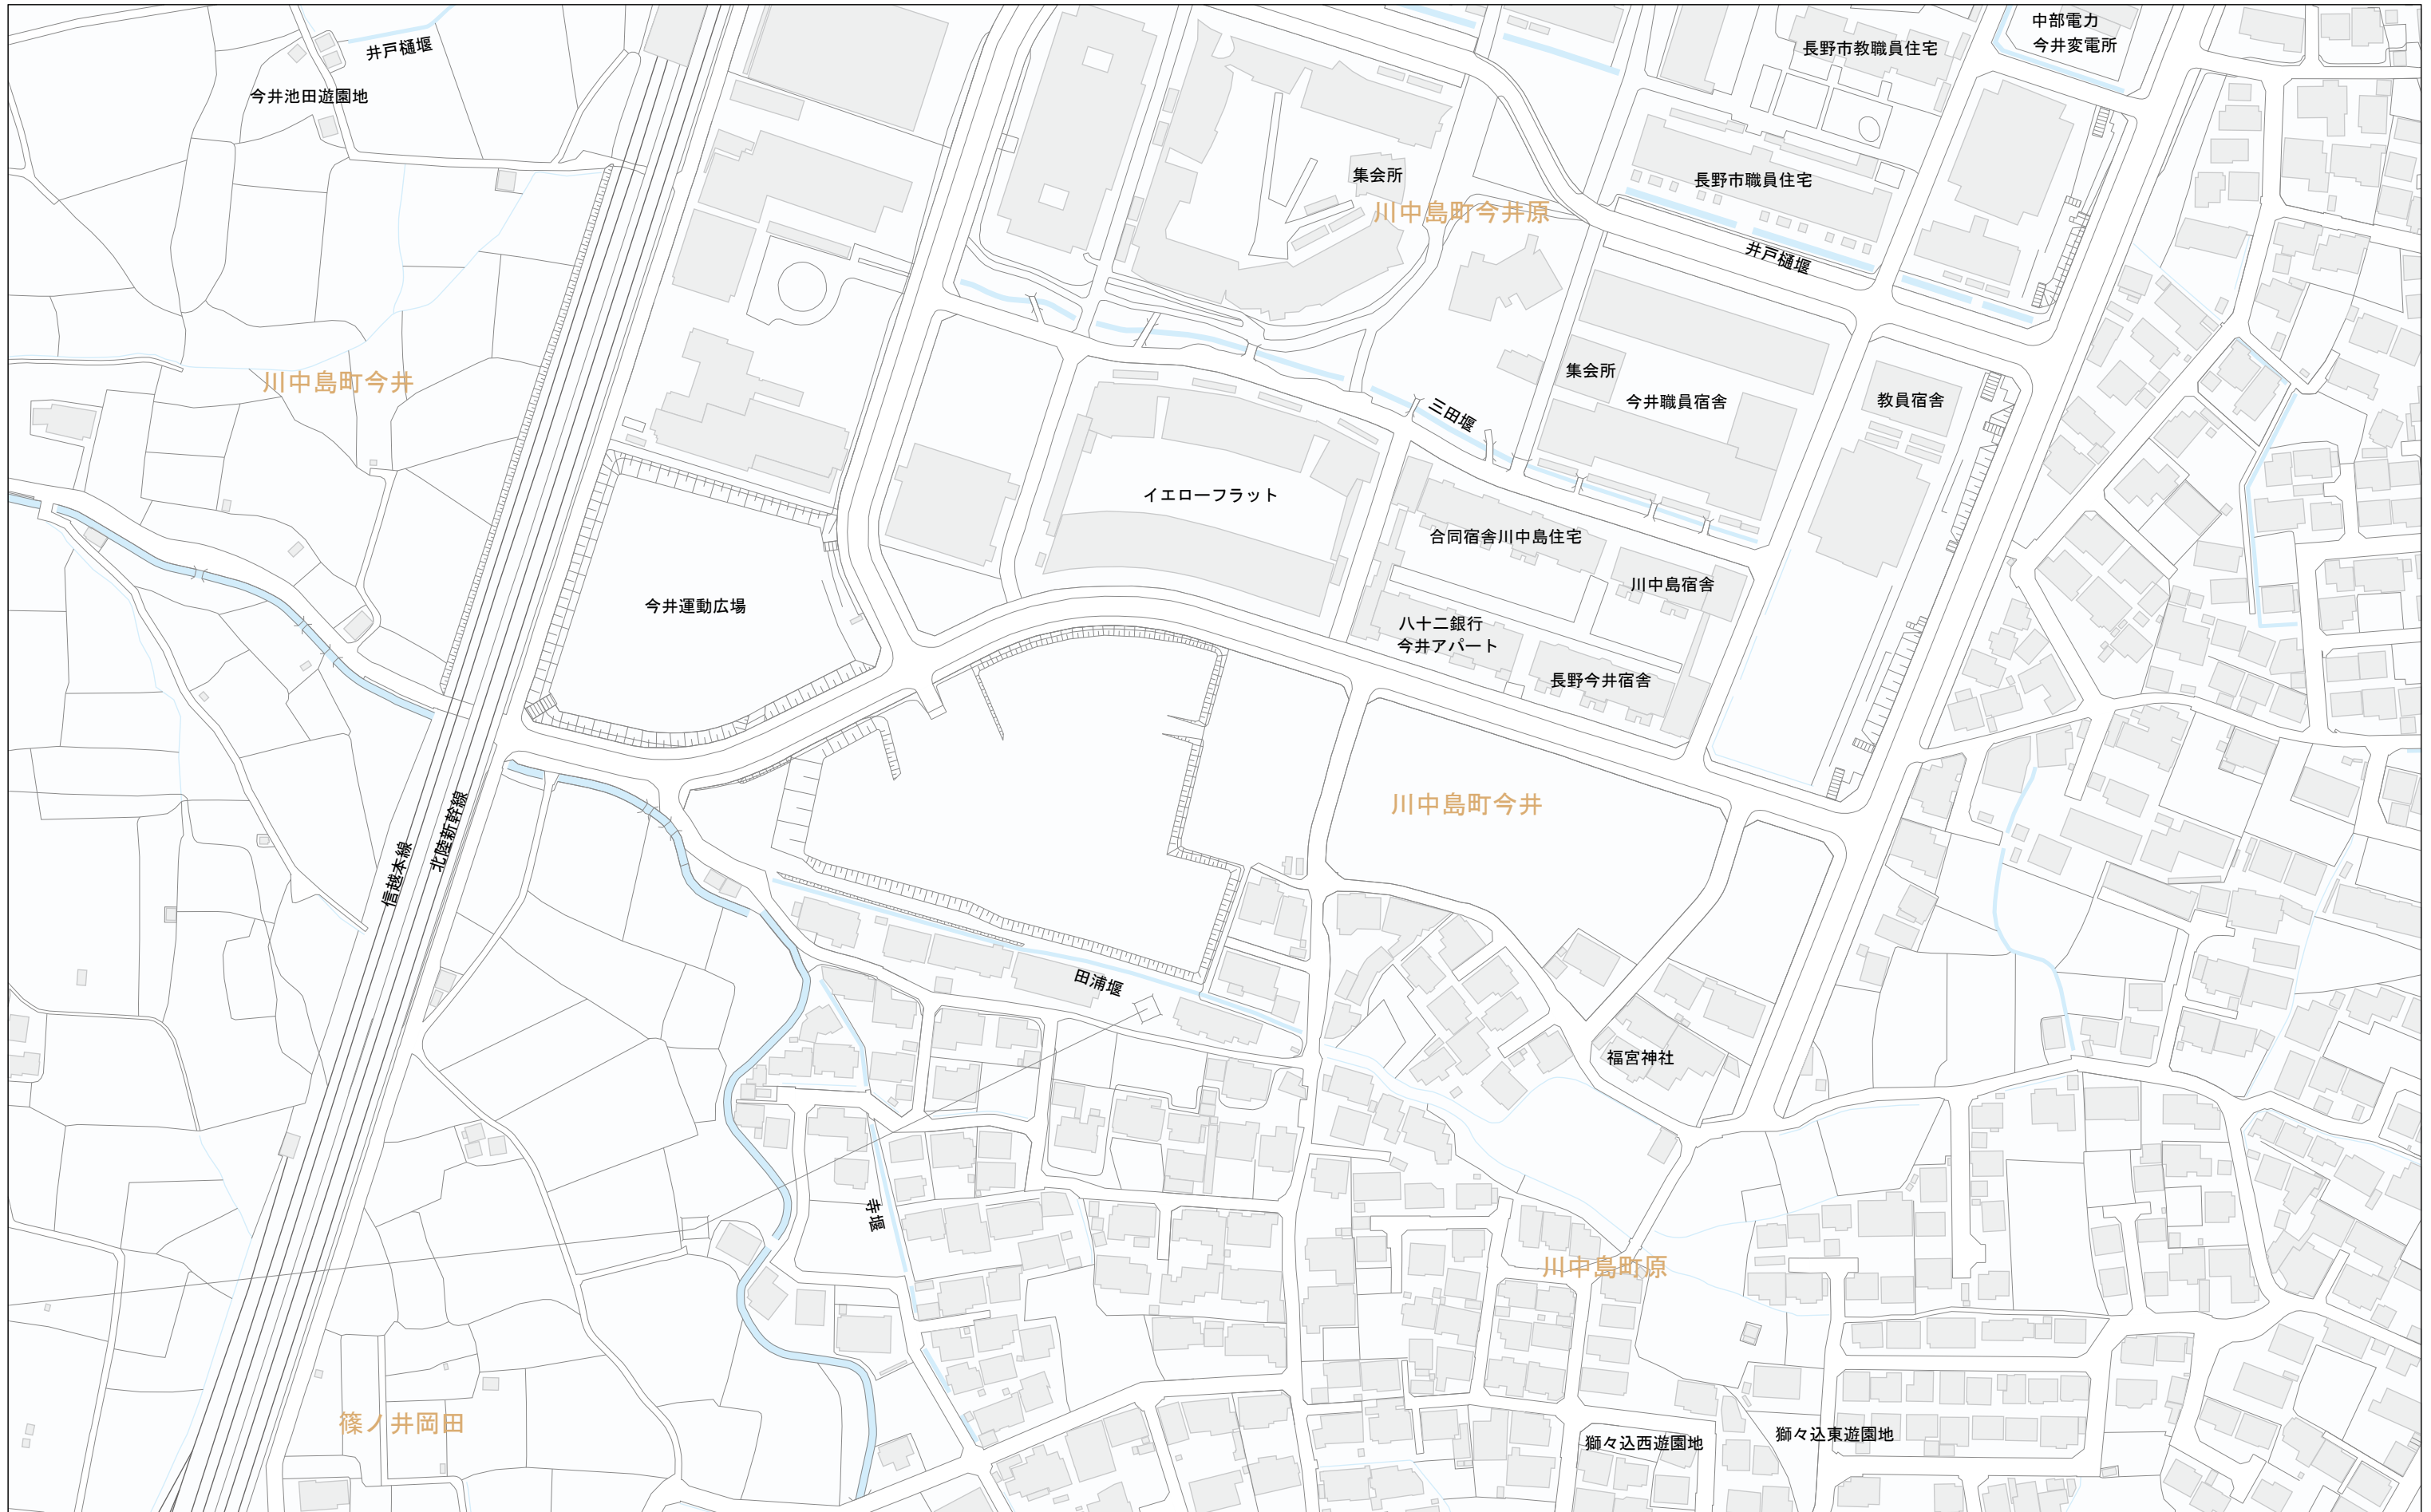 中部電力
今井変電所
長野市教職員住宅
井戸樋堰
今井池田遊園地
集会所
長野市職員住宅
川中島町今井原
井戸樋堰
川中島町今井
集会所
今井職員宿舎
教員宿舎
三田堰
イエローフラット
合同宿舎川中島住宅
川中島宿舎
今井運動広場
八十二銀行
今井アパート
長野今井宿舎
川中島町今井
北陸新幹線
信越本線
田浦堰
福宮神社
寺堰
川中島町原
篠ノ井岡田
獅々込西遊園地
獅々込東遊園地